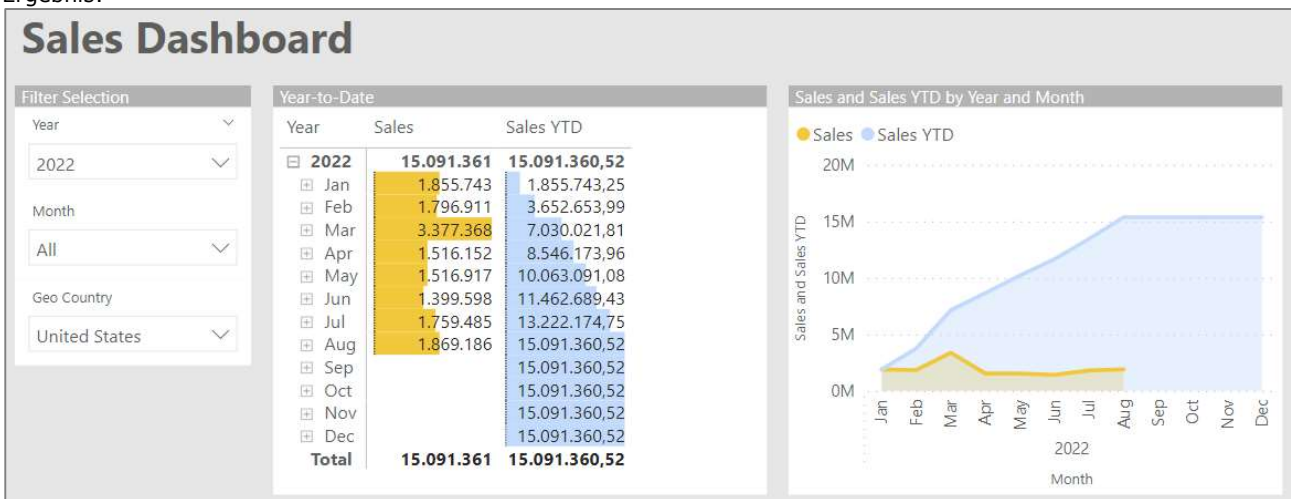 Ergebnis:
Sales Dashboard
Filter Selection
Year
2022
Month
All
Geo Country
United States
Year-to-Date
Year Sales Sales YTD
2022 15.091.361 15.091.360,52
Jan 1.855.743 1.855.743,25
Feb 1.796.911 3.652.653,99
Mar 3.377.368 7.030.021,81
Apr 1.516.152 8.546.173,96
May 1.516.917 10.063.091,08
Jun 1.399.598 11.462.689,43
Jul 1.759.485 13.222.174,75
Aug 1.869.186 15.091.360,52
Sep 15.091.360,52
Oct 15.091.360,52
Nov 15.091.360,52
Dec 15.091.360,52
Total 15.091.361 15.091.360,52
Sales and Sales YTD by Year and Month
Sales Sales YTD
20M
15M
10M
5M
0M
Sales and Sales YTD
Jan Feb Mar Apr May Jun Jul Aug Sep Oct Nov Dec
2022
Month